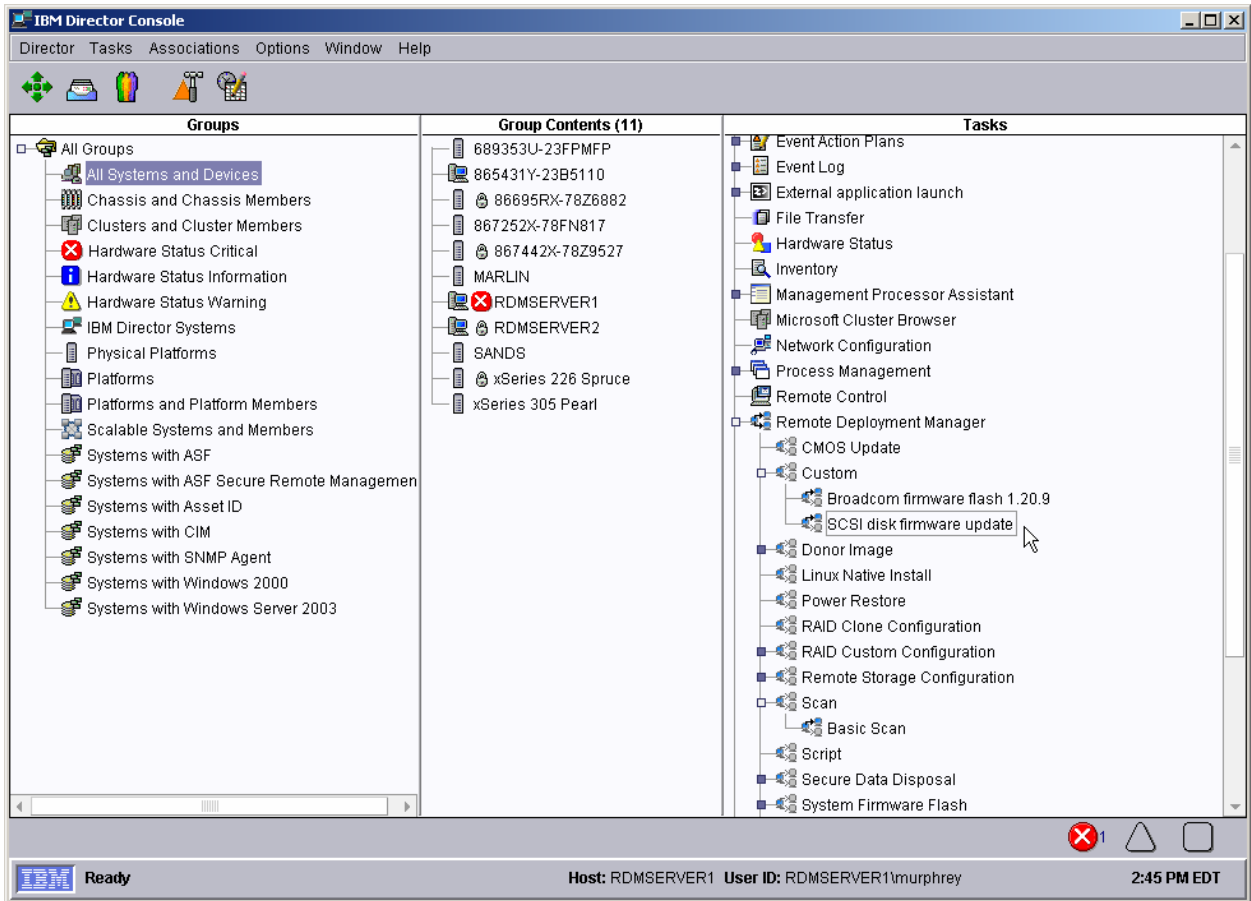 IBM Director Console
Director Tasks Associations Options Window Help
Groups
All Groups
All Systems and Devices
Chassis and Chassis Members
Clusters and Cluster Members
Hardware Status Critical
Hardware Status Information
Hardware Status Warning
IBM Director Systems
Physical Platforms
Platforms
Platforms and Platform Members
Scalable Systems and Members
Systems with ASF
Systems with ASF Secure Remote Managemen
Systems with Asset ID
Systems with CIM
Systems with SNMP Agent
Systems with Windows 2000
Systems with Windows Server 2003
Group Contents (11)
689353U-23FPMFP
865431Y-23B5110
86695RX-78Z6882
867252X-78FN817
867442X-78Z9527
MARLIN
RDMSERVER1
RDMSERVER2
SANDS
xSeries 226 Spruce
xSeries 305 Pearl
Tasks
Event Action Plans
Event Log
External application launch
File Transfer
Hardware Status
Inventory
Management Processor Assistant
Microsoft Cluster Browser
Network Configuration
Process Management
Remote Control
Remote Deployment Manager
CMOS Update
Custom
Broadcom firmware flash 1.20.9
SCSI disk firmware update
Donor Image
Linux Native Install
Power Restore
RAID Clone Configuration
RAID Custom Configuration
Remote Storage Configuration
Scan
Basic Scan
Script
Secure Data Disposal
System Firmware Flash
1
IBM Ready Host: RDMSERVER1 User ID: RDMSERVER1\murphrey 2:45 PM EDT